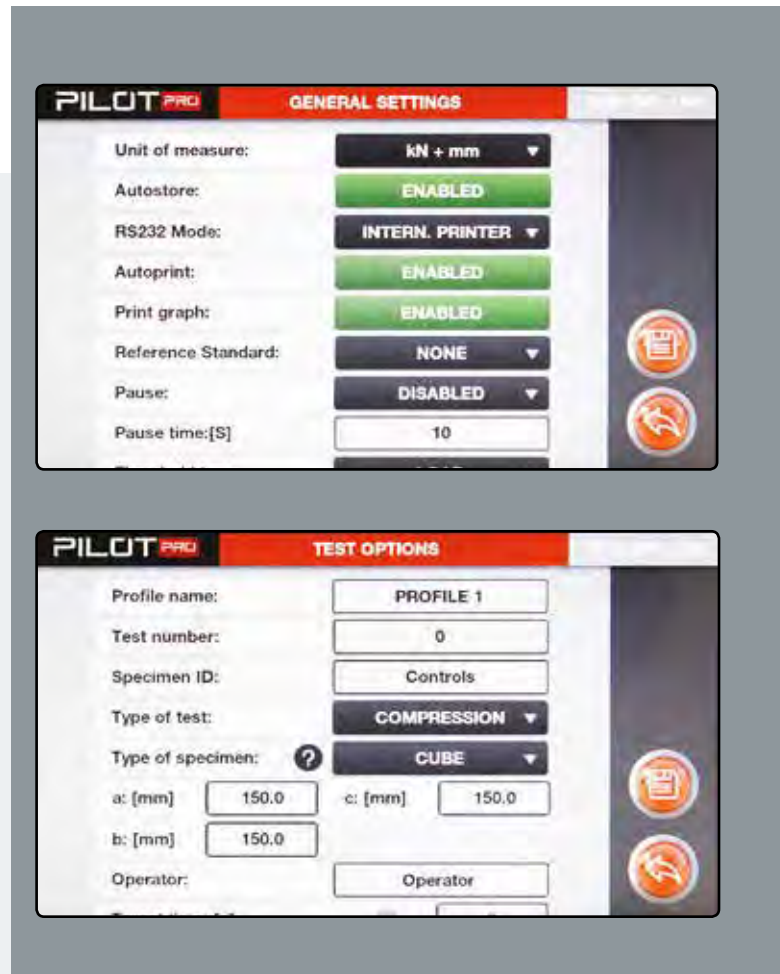 PILOT PRO GENERAL SETTINGS
Unit of measure: kN + mm
Autostore: ENABLED
RS232 Mode: INTERN. PRINTER
Autoprint: ENABLED
Print graph: ENABLED
Reference Standard: NONE
Pause: DISABLED
Pause time:[S] 10
PILOT PRO TEST OPTIONS
Profile name: PROFILE 1
Test number: 0
Specimen ID: Controls
Type of test: COMPRESSION
Type of specimen: ? CUBE
a: [mm] 150.0 c: [mm] 150.0
b: [mm] 150.0
Operator: Operator